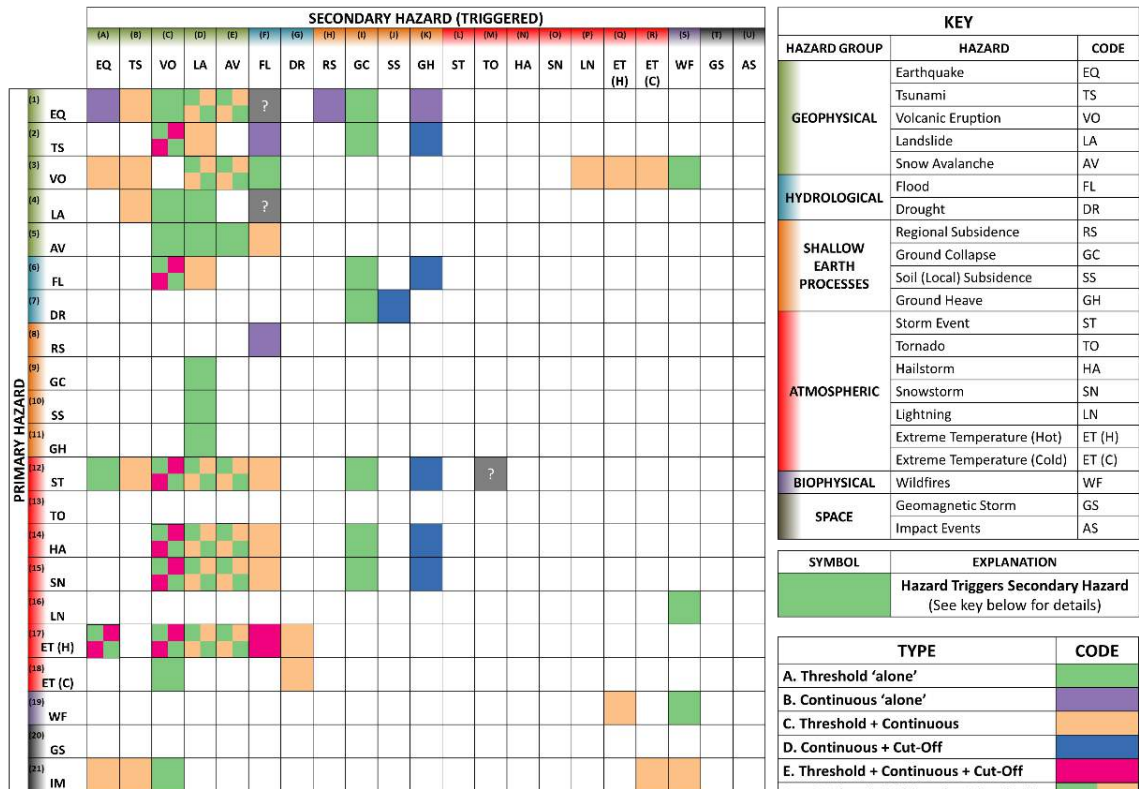 SECONDARY HAZARD (TRIGGERED)
(A) (B) (C) (D) (E) (F) (G) (H) (I) (J) (K) (L) (M) (N) (O) (P) (Q) (R) (S) (T) (U)
EQ TS VO LA AV FL DR RS GC SS GH ST TO HA SN LN ET (H) ET (C) WF GS AS
PRIMARY HAZARD
(1) EQ ?
(2) TS
(3) VO
(4) LA ?
(5) AV
(6) FL
(7) DR
(8) RS
(9) GC
(10) SS
(11) GH
(12) ST ?
(13) TO
(14) HA
(15) SN
(16) LN
(17) ET (H)
(18) ET (C)
(19) WF
(20) GS
(21) IM
KEY
HAZARD GROUP HAZARD CODE
GEOPHYSICAL
Earthquake EQ
Tsunami TS
Volcanic Eruption VO
Landslide LA
Snow Avalanche AV
HYDROLOGICAL
Flood FL
Drought DR
SHALLOW
EARTH
PROCESSES
Regional Subsidence RS
Ground Collapse GC
Soil (Local) Subsidence SS
Ground Heave GH
ATMOSPHERIC
Storm Event ST
Tornado TO
Hailstorm HA
Snowstorm SN
Lightning LN
Extreme Temperature (Hot) ET (H)
Extreme Temperature (Cold) ET (C)
BIOPHYSICAL
Wildfires WF
SPACE
Geomagnetic Storm GS
Impact Events AS
SYMBOL EXPLANATION
Hazard Triggers Secondary Hazard
(See key below for details)
TYPE CODE
A. Threshold ‘alone’
B. Continuous ‘alone’
C. Threshold + Continuous
D. Continuous + Cut-Off
E. Threshold + Continuous + Cut-Off